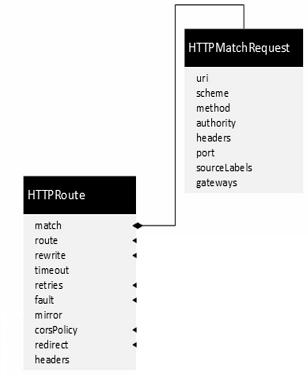 HTTPMatchRequest
uri
scheme
method
authority
headers
port
sourceLabels
gateways
HTTPRoute
match
route
rewrite
timeout
retries
fault
mirror
corsPolicy
redirect
headers